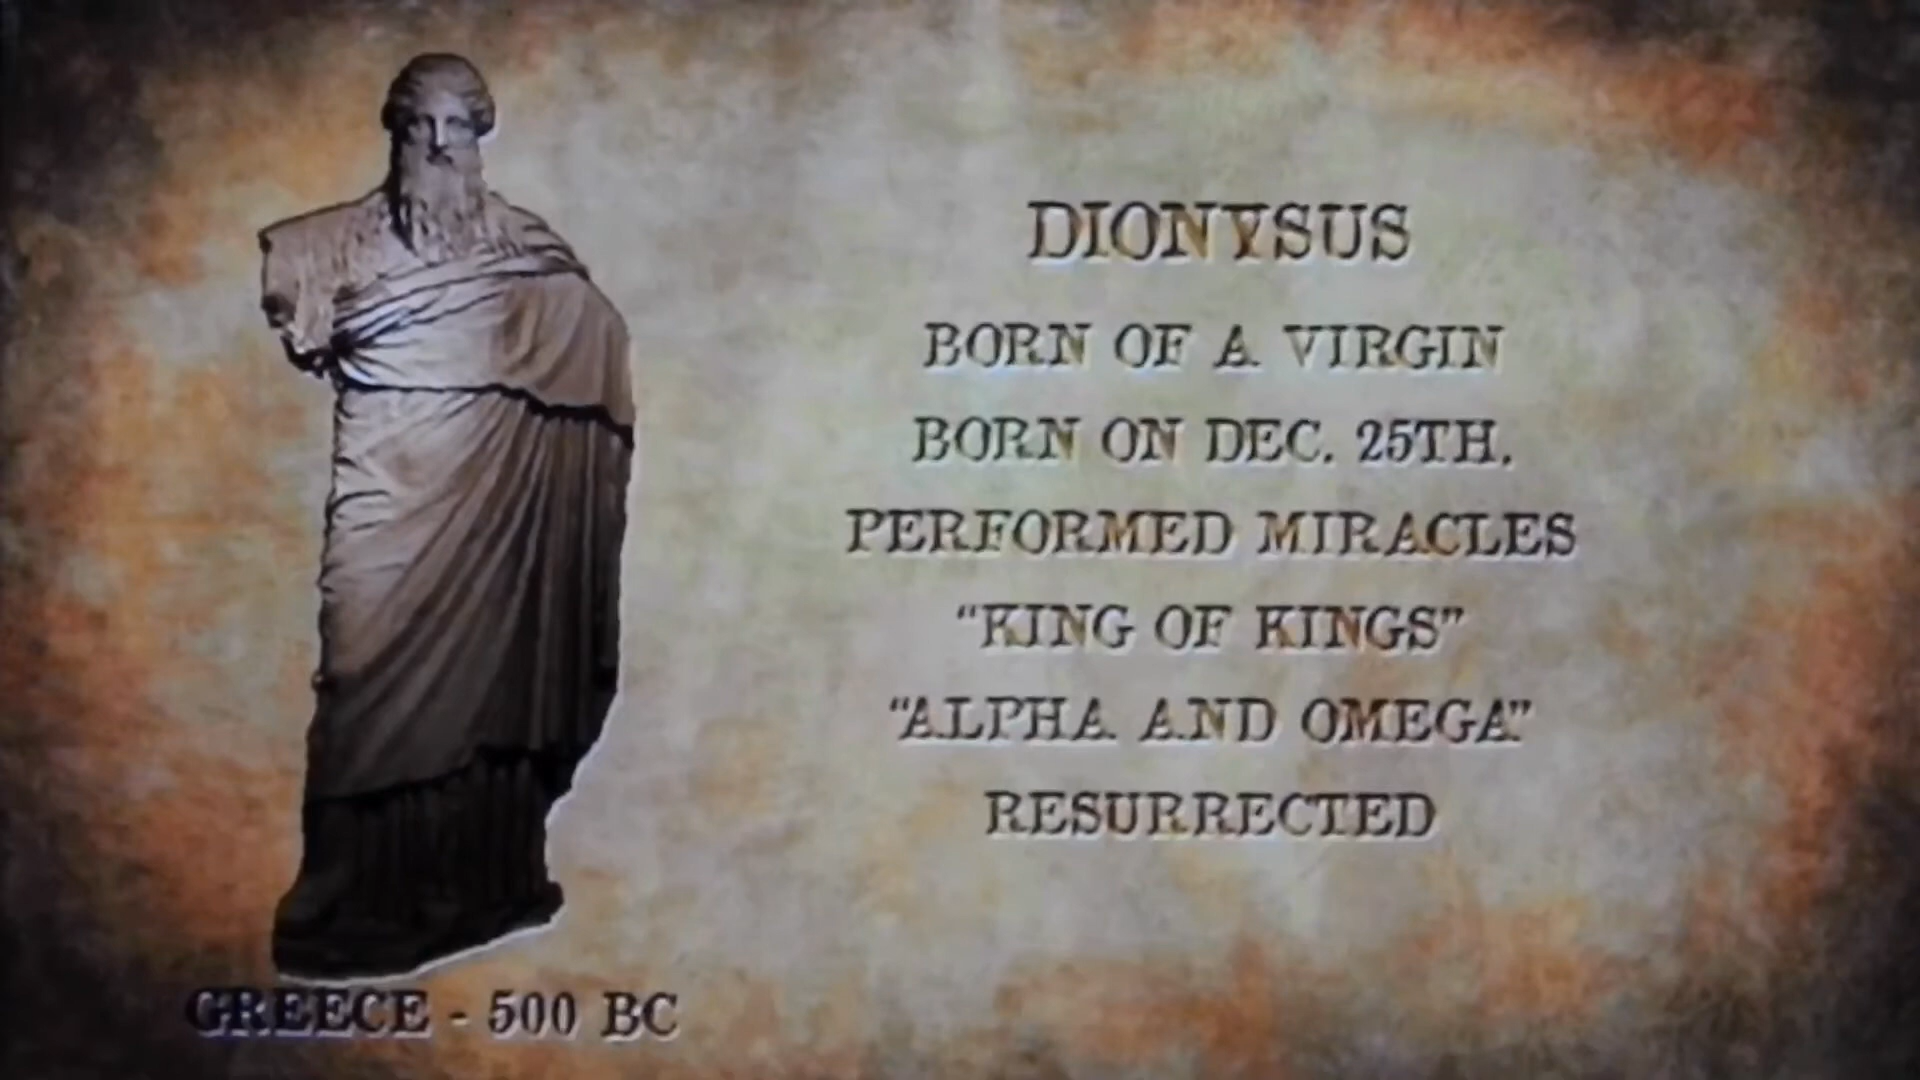 DIONYSUS
BORN OF A VIRGIN
BORN ON DEC. 25TH.
PERFORMED MIRACLES
“KING OF KINGS”
“ALPHA AND OMEGA”
RESURRECTED
GREECE - 500 BC